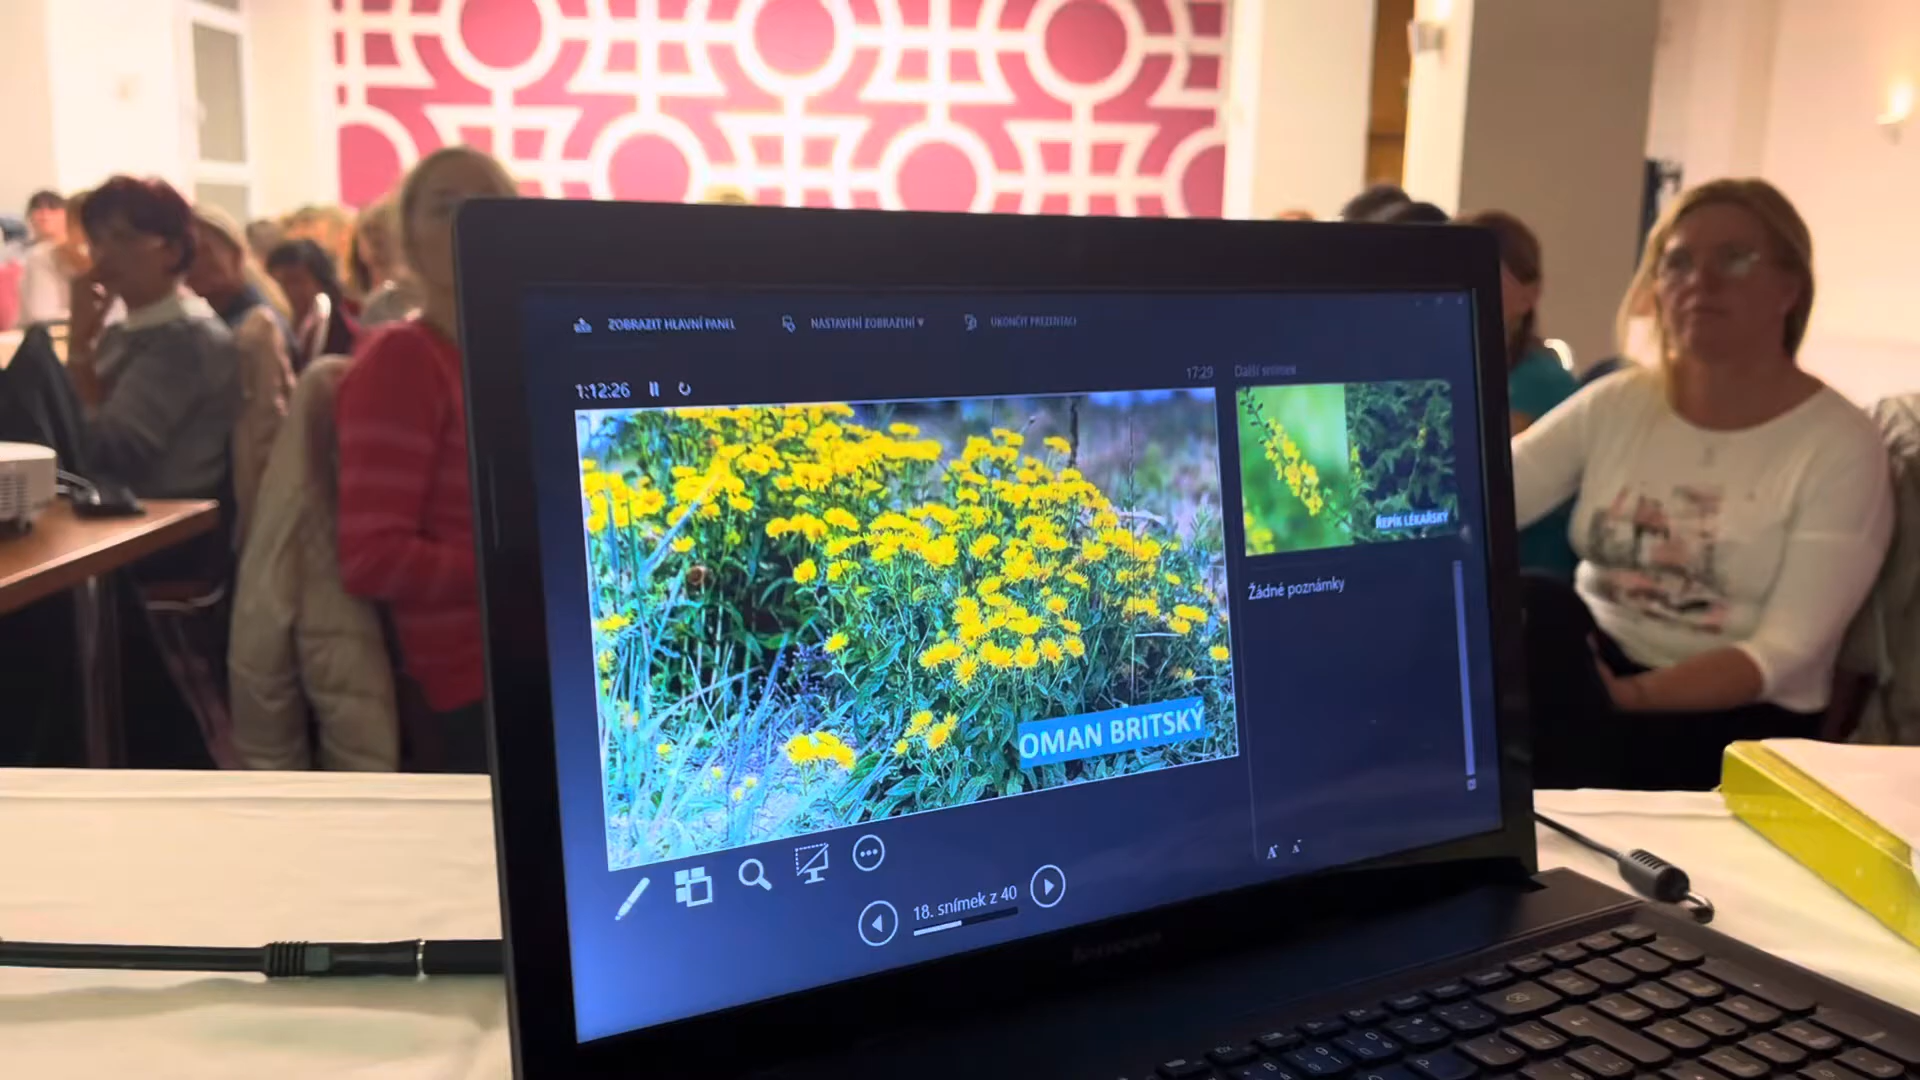 ZOBRAZIT HLAVNÍ PANEL
NASTAVENÍ ZOBRAZENÍ ▾
UKONČIT PREZENTACI
1:12:26
17:29
Další snímek
OMAN BRITSKÝ
ŘEPÍK LÉKAŘSKÝ
Žádné poznámky
18. snímek z 40